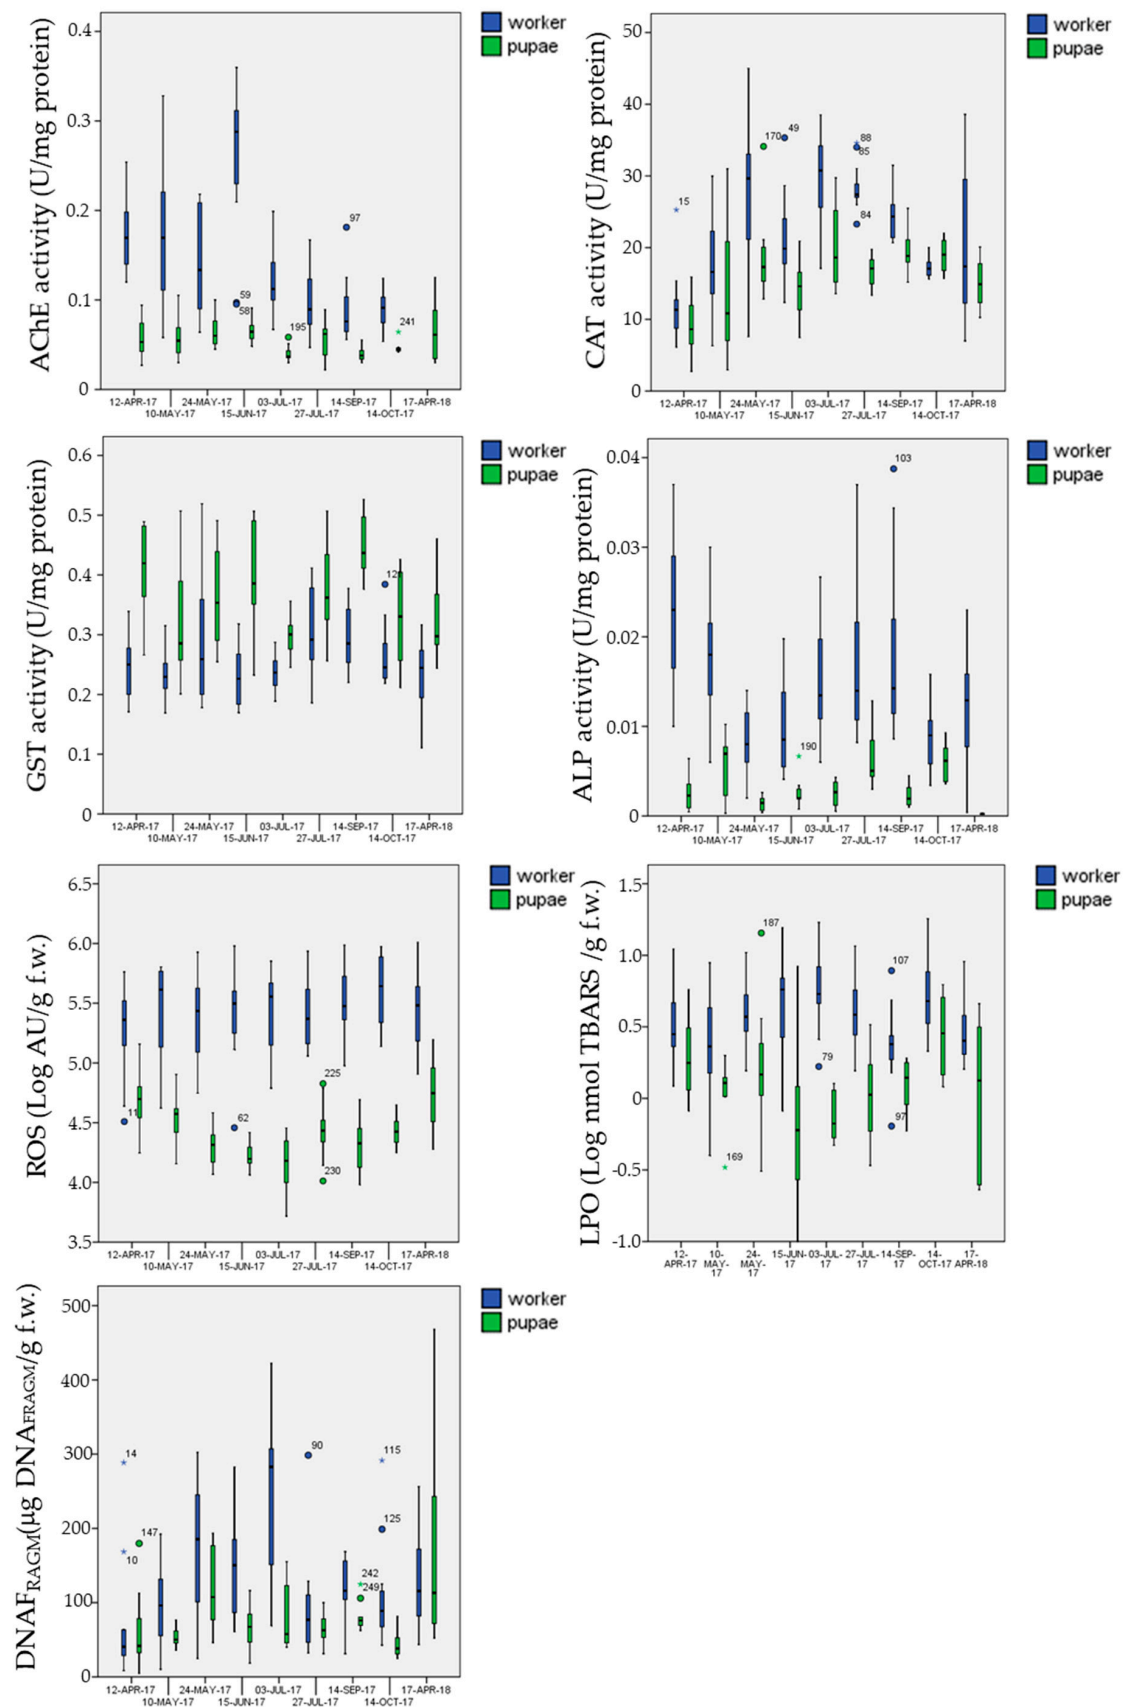 AChE activity (U/mg protein)
0.4
0.3
0.2
0.1
0
97
59
58
195
241
worker
pupae
12-APR-17 24-MAY-17 03-JUL-17 14-SEP-17 17-APR-18
10-MAY-17 15-JUN-17 27-JUL-17 14-OCT-17
CAT activity (U/mg protein)
50
40
30
20
10
0
15
170
49
88
85
84
worker
pupae
12-APR-17 24-MAY-17 03-JUL-17 14-SEP-17 17-APR-18
10-MAY-17 15-JUN-17 27-JUL-17 14-OCT-17
GST activity (U/mg protein)
0.6
0.5
0.4
0.3
0.2
0.1
0
worker
pupae
12-APR-17 24-MAY-17 03-JUL-17 14-SEP-17 17-APR-18
10-MAY-17 15-JUN-17 27-JUL-17 14-OCT-17
ALP activity (U/mg protein)
0.04
0.03
0.02
0.01
0
103
190
worker
pupae
12-APR-17 24-MAY-17 03-JUL-17 14-SEP-17 17-APR-18
10-MAY-17 15-JUN-17 27-JUL-17 14-OCT-17
ROS (Log AU/g f.w.)
6.5
6.0
5.5
5.0
4.5
4.0
3.5
11
62
225
230
worker
pupae
12-APR-17 24-MAY-17 03-JUL-17 14-SEP-17 17-APR-18
10-MAY-17 15-JUN-17 27-JUL-17 14-OCT-17
LPO (Log nmol TBARS /g f.w.)
1.5
1.0
0.5
0
-0.5
-1.0
187
169
79
107
97
worker
pupae
12- 10- 24- 15-JUN- 03-JUL- 27-JUL- 14-SEP- 14- 17-
APR-17 MAY- MAY- 17 17 17 17 OCT-17 APR-18
17 17
DNAFRAGM(µg DNAFRAGM/g f.w.)
500
400
300
200
100
0
14
10
147
90
242
249
115
125
worker
pupae
12-APR-17 24-MAY-17 03-JUL-17 14-SEP-17 17-APR-18
10-MAY-17 15-JUN-17 27-JUL-17 14-OCT-17